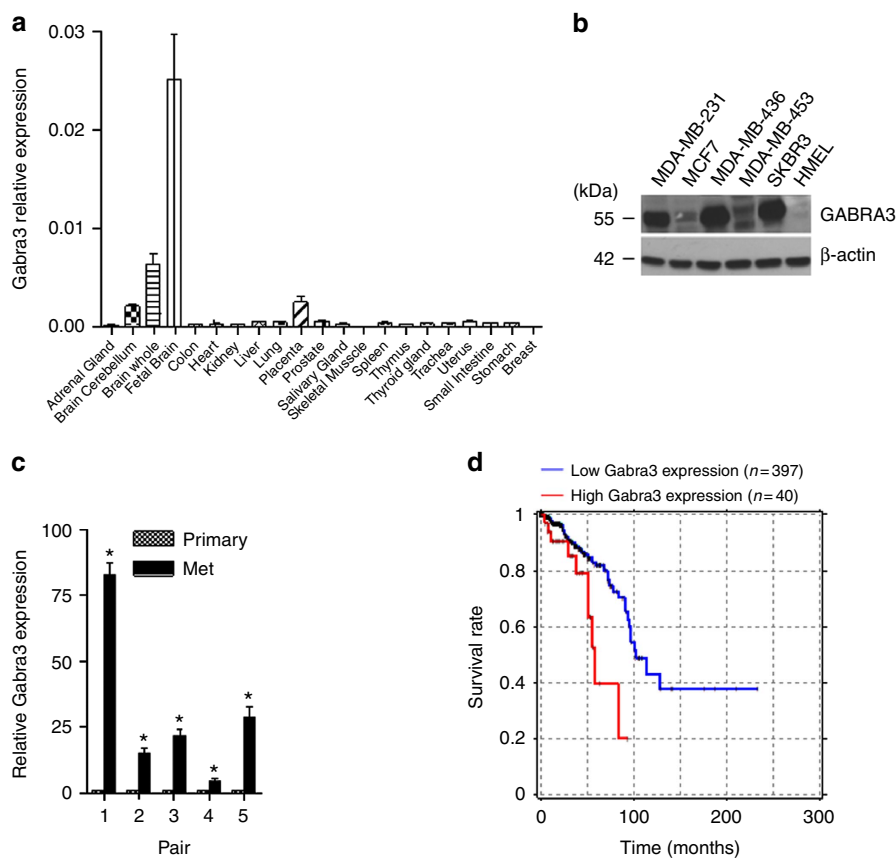 a
Gabra3 relative expression
0.03
0.02
0.01
0.00
Adrenal Gland
Brain Cerebellum
Brain whole
Fetal Brain
Colon
Heart
Kidney
Liver
Lung
Placenta
Prostate
Salivary Gland
Skeletal Muscle
Spleen
Thymus
Thyroid gland
Trachea
Uterus
Small Intestine
Stomach
Breast
b
MDA-MB-231
MCF7
MDA-MB-436
MDA-MB-453
SKBR3
HMEL
(kDa)
55
GABRA3
42
β-actin
c
Relative Gabra3 expression
100
75
50
25
0
Primary
Met
* * * * *
1 2 3 4 5
Pair
d
Low Gabra3 expression (n=397)
High Gabra3 expression (n=40)
Survival rate
1
0.8
0.6
0.4
0.2
0
0 100 200 300
Time (months)